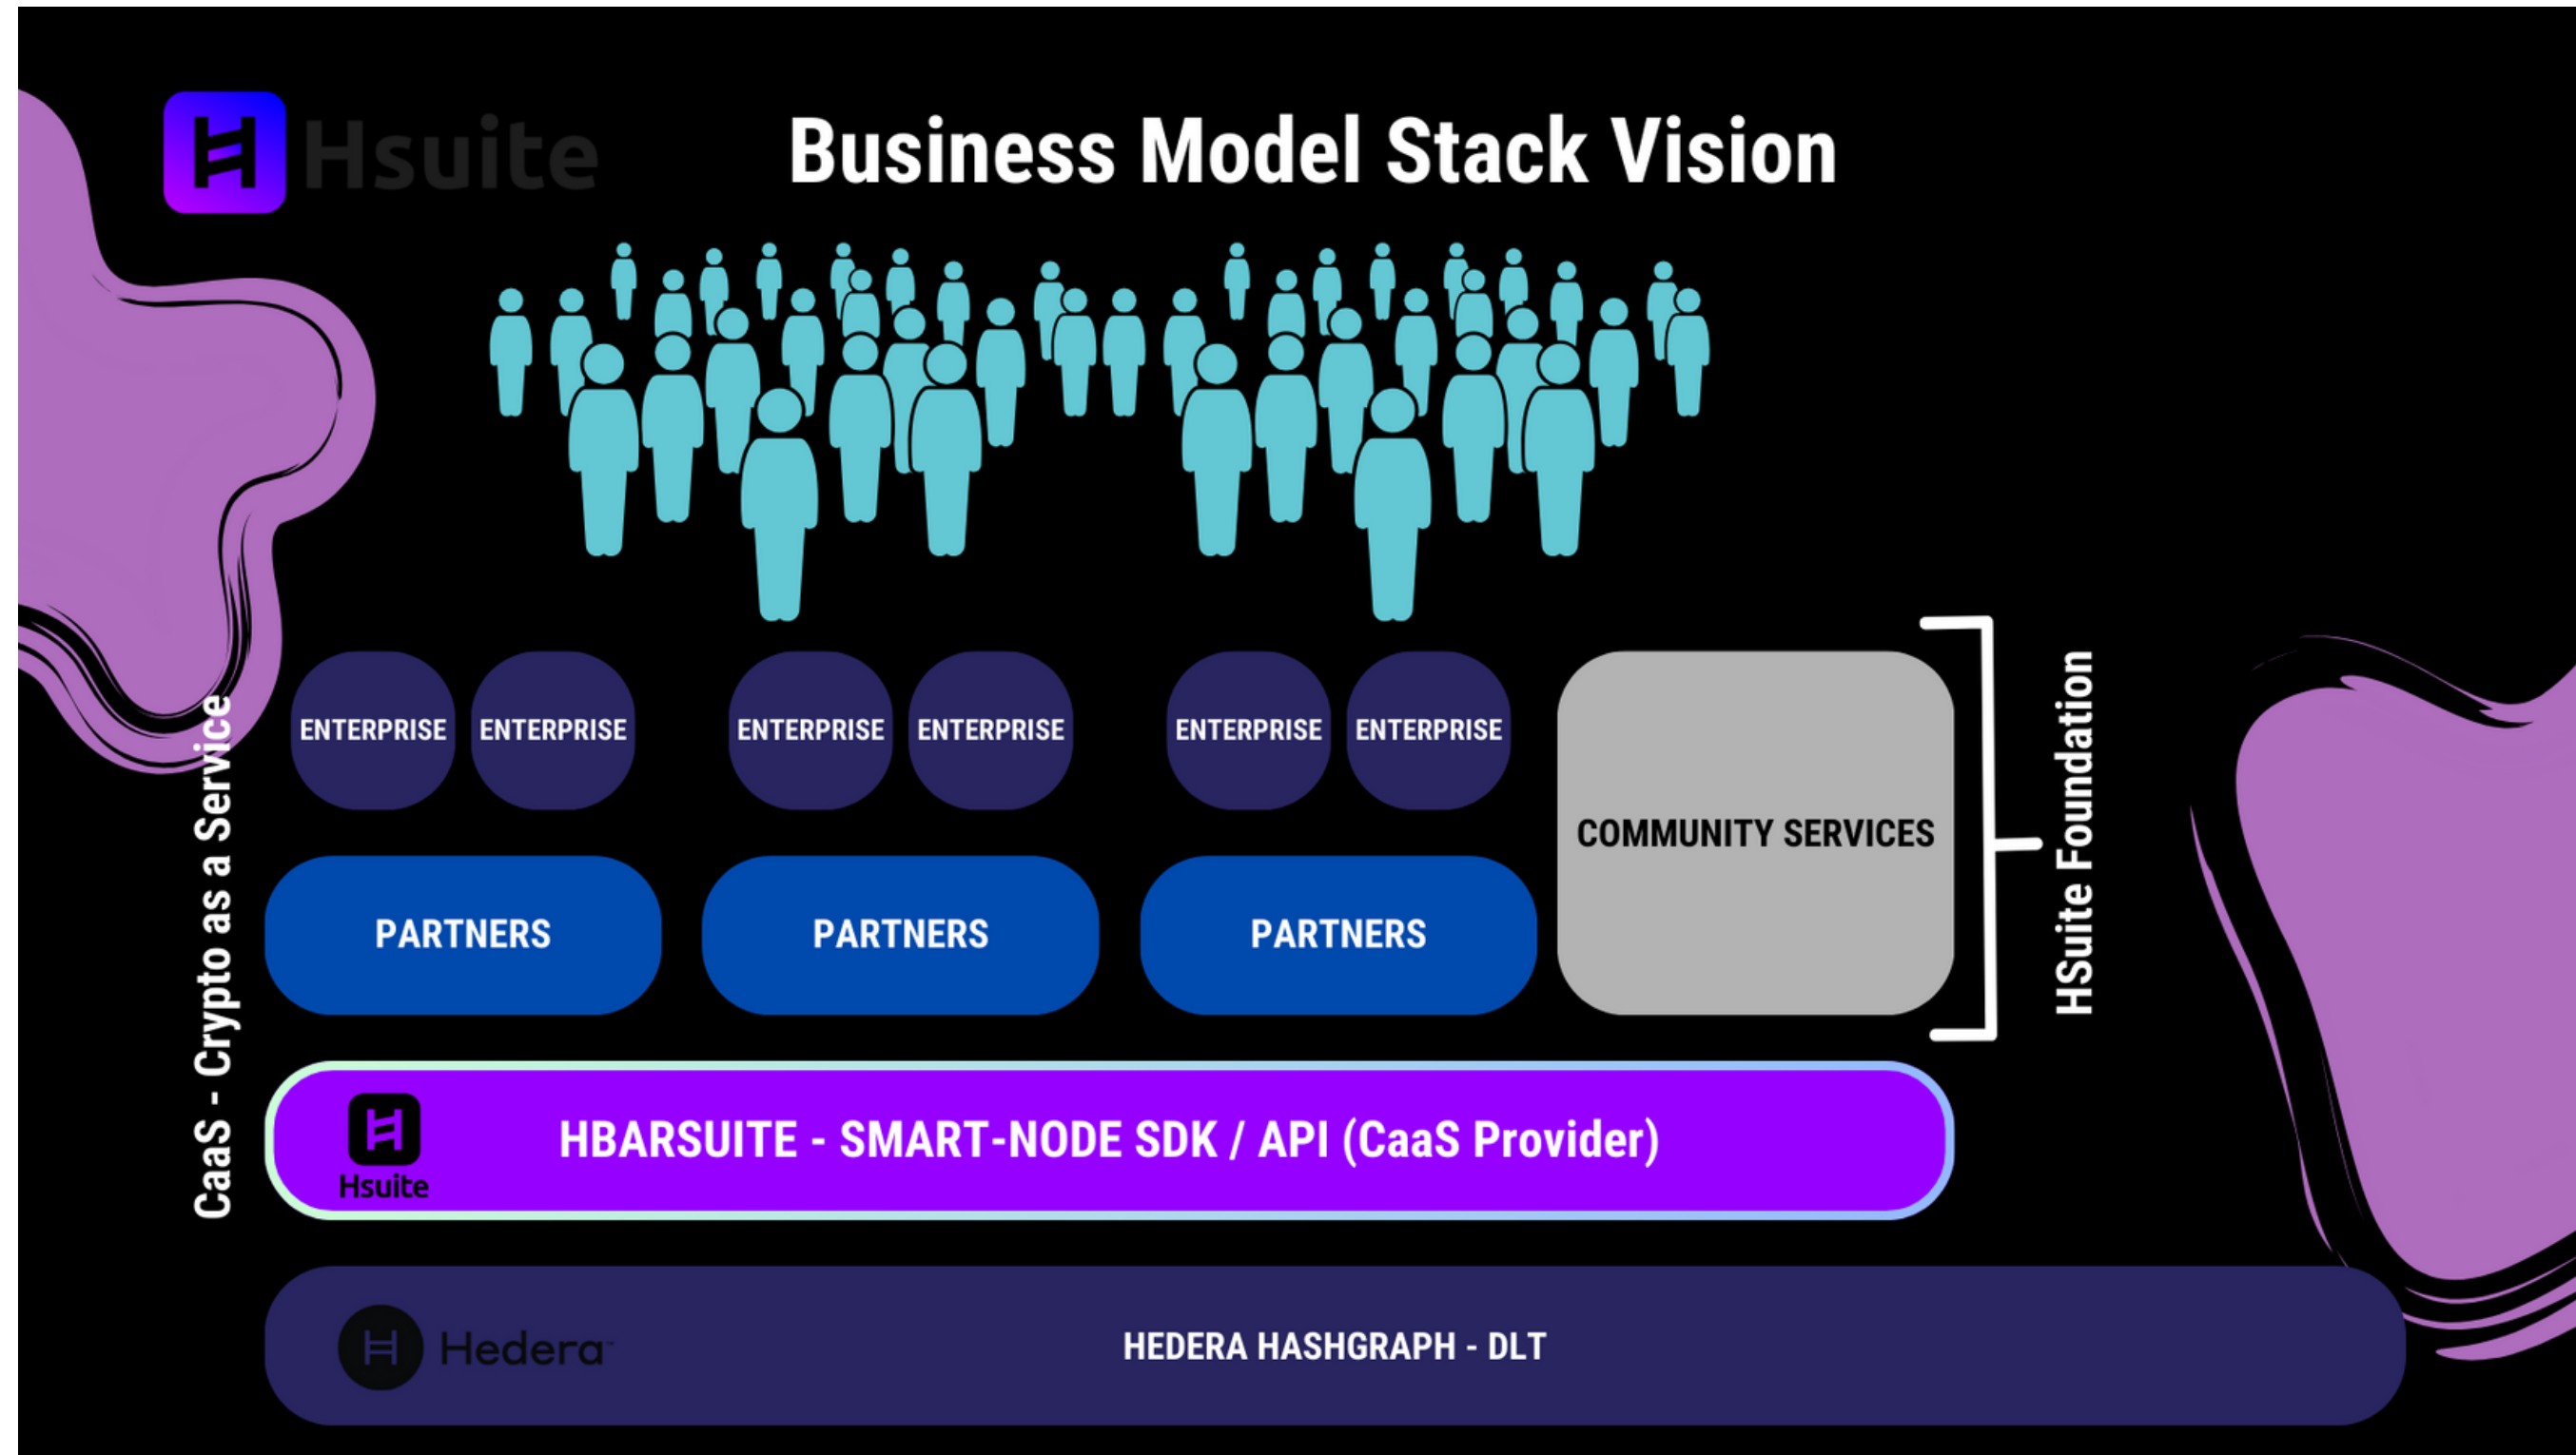 Hsuite
Business Model Stack Vision
CaaS - Crypto as a Service
ENTERPRISE
ENTERPRISE
ENTERPRISE
ENTERPRISE
ENTERPRISE
ENTERPRISE
COMMUNITY SERVICES
HSuite Foundation
PARTNERS
PARTNERS
PARTNERS
Hsuite
HBARSUITE - SMART-NODE SDK / API (CaaS Provider)
Hedera
HEDERA HASHGRAPH - DLT